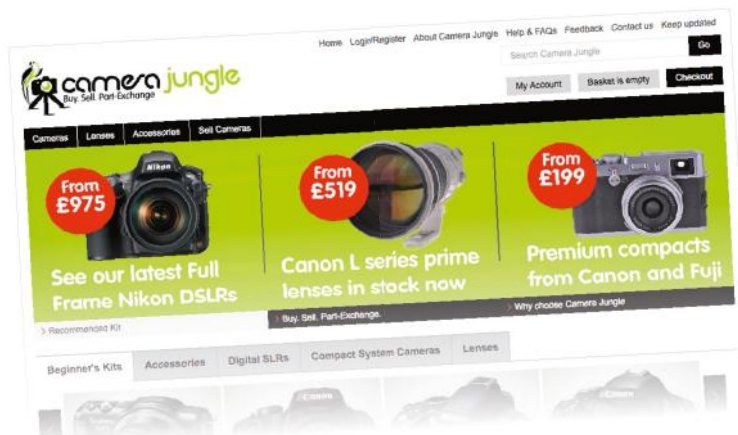 Home Login/Register About Camera Jungle Help & FAQs Feedback Contact us Keep updated
Search Camera Jungle Go
camera jungle
Buy. Sell. Part-Exchange
My Account Basket is empty Checkout
Cameras Lenses Accessories Sell Cameras
Nikon
From
£975
From
£519
From
£199
See our latest Full
Frame Nikon DSLRs
Canon L series prime
lenses in stock now
Premium compacts
from Canon and Fuji
> Recommended Kit
> Buy. Sell. Part-Exchange.
> Why choose Camera Jungle
Beginner's Kits Accessories Digital SLRs Compact System Cameras Lenses
Canon